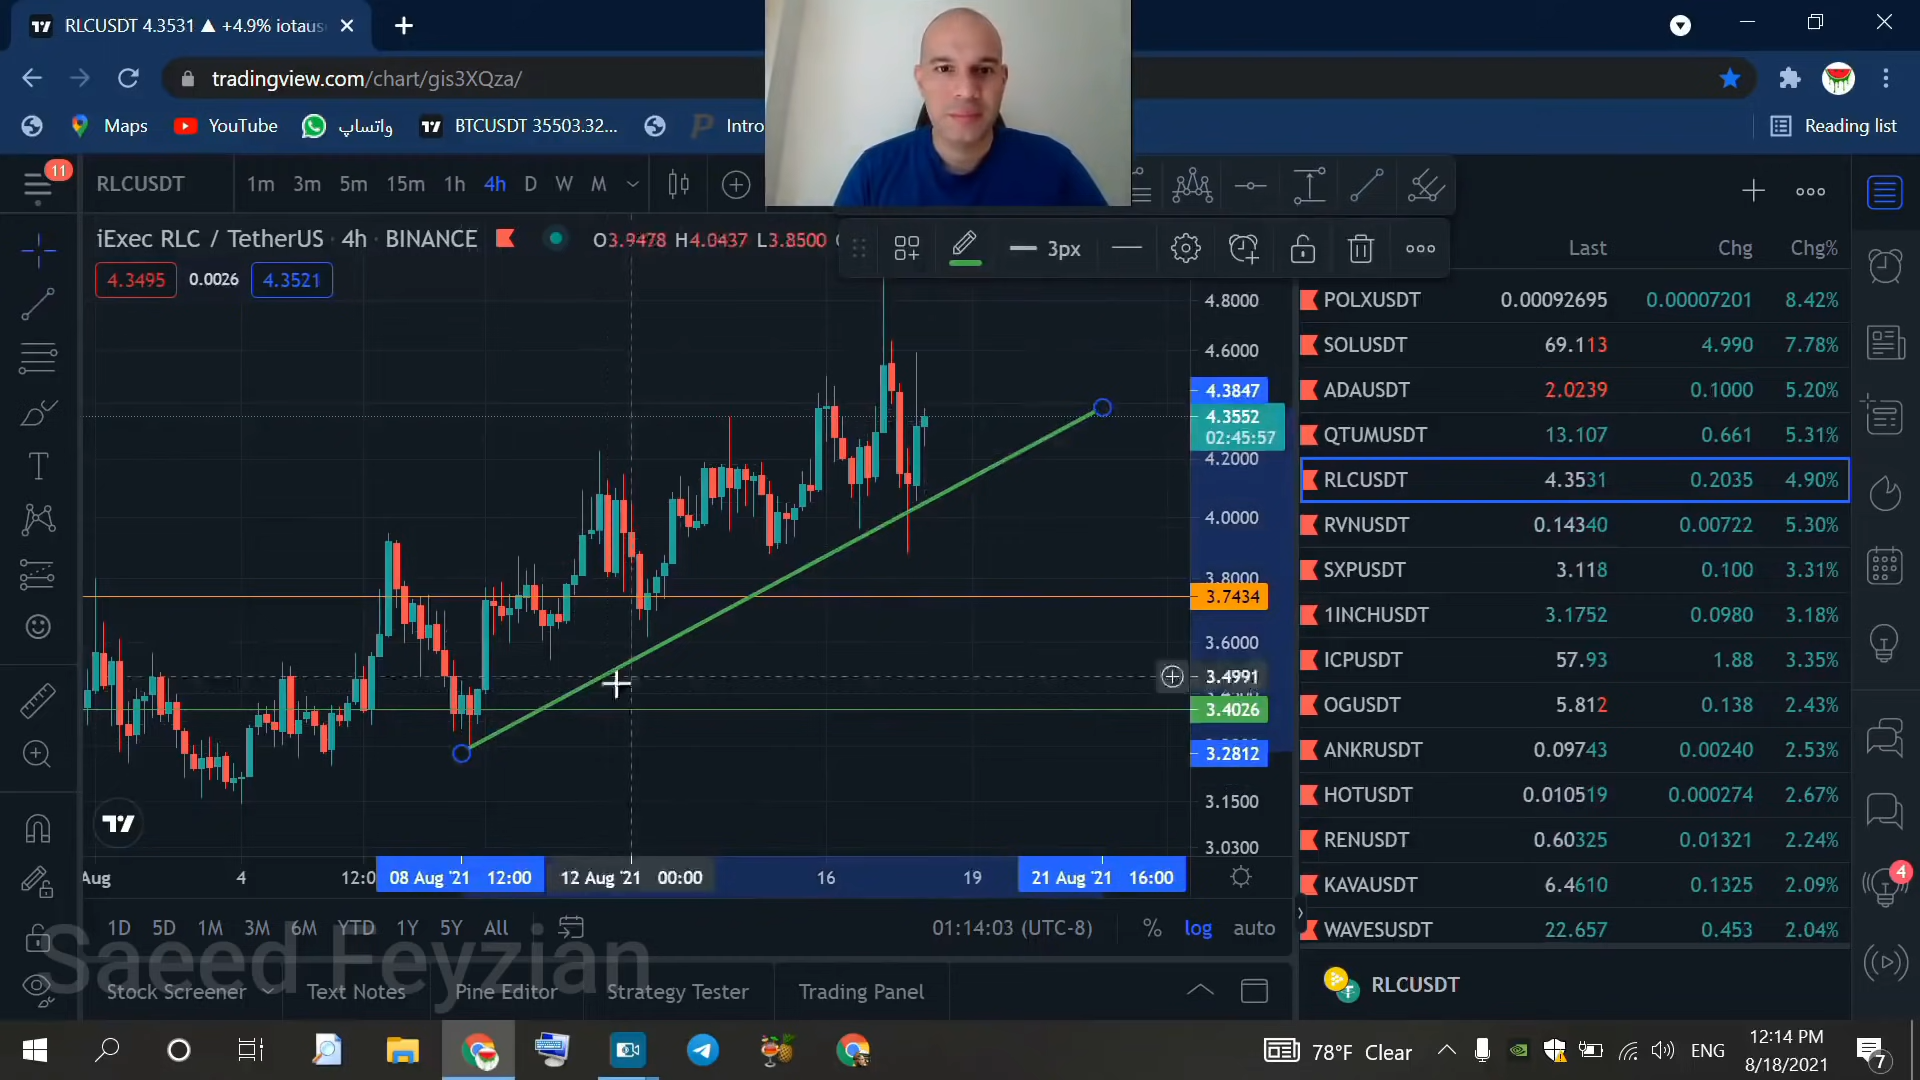 RLCUSDT 4.3531 ▲ +4.9% iotaus
tradingview.com/chart/gis3XQza/
Maps
YouTube
واتساپ
BTCUSDT 35503.32...
Intro
Reading list
11
RLCUSDT
1m 3m 5m 15m 1h 4h D W M
iExec RLC / TetherUS · 4h · BINANCE
O3.9478 H4.0437 L3.8500
3px
4.3495 0.0026 4.3521
4.8000
4.6000
4.3847
4.3552
02:45:57
4.2000
4.0000
3.8000
3.7434
3.6000
3.4991
3.4026
3.2812
3.1500
3.0300
Aug 4 12:0 08 Aug '21 12:00 12 Aug '21 00:00 16 19 21 Aug '21 16:00
1D 5D 1M 3M 6M YTD 1Y 5Y All
01:14:03 (UTC-8) % log auto
Saeed Feyzian
Stock Screener Text Notes Pine Editor Strategy Tester Trading Panel
Last Chg Chg%
POLXUSDT 0.00092695 0.00007201 8.42%
SOLUSDT 69.113 4.990 7.78%
ADAUSDT 2.0239 0.1000 5.20%
QTUMUSDT 13.107 0.661 5.31%
RLCUSDT 4.3531 0.2035 4.90%
RVNUSDT 0.14340 0.00722 5.30%
SXPUSDT 3.118 0.100 3.31%
1INCHUSDT 3.1752 0.0980 3.18%
ICPUSDT 57.93 1.88 3.35%
OGUSDT 5.812 0.138 2.43%
ANKRUSDT 0.09743 0.00240 2.53%
HOTUSDT 0.010519 0.000274 2.67%
RENUSDT 0.60325 0.01321 2.24%
KAVAUSDT 6.4610 0.1325 2.09%
WAVESUSDT 22.657 0.453 2.04%
RLCUSDT
4
78°F Clear
ENG
12:14 PM
8/18/2021
7